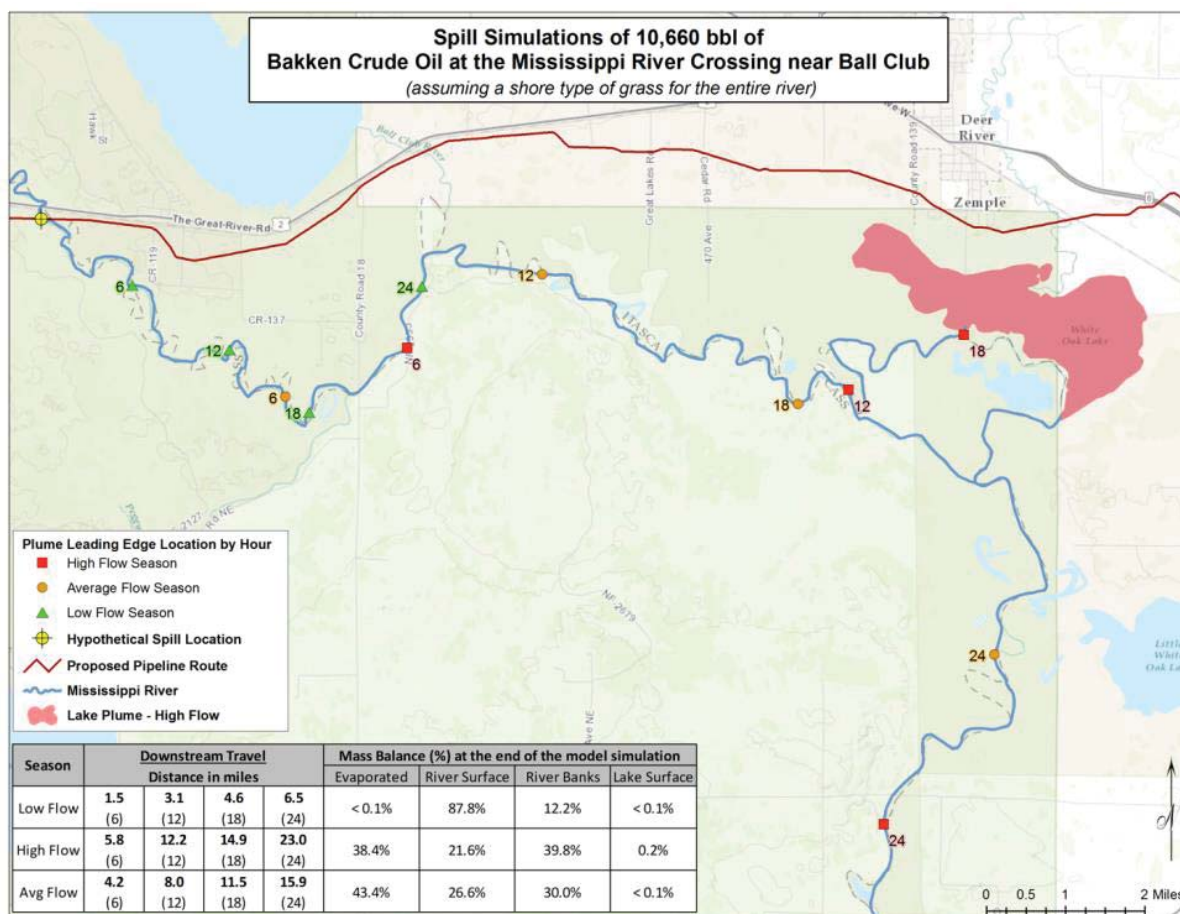 Spill Simulations of 10,660 bbl of
Bakken Crude Oil at the Mississippi River Crossing near Ball Club
(assuming a shore type of grass for the entire river)
Ball Club River
Deer
River
County Road 139
Great Lakes Rd
Cedar Rd
470 Ave
Zemple
6
The-Great-River-Rd
2
1
CR-119
6
24
12
County Road 18
CR-137
12
CASS
6
18
6
ITASCA
18
White
Oak Lake
18
CASS
12
NF 2679
24
Little
White
Oak Lake
24
Plume Leading Edge Location by Hour
High Flow Season
Average Flow Season
Low Flow Season
Hypothetical Spill Location
Proposed Pipeline Route
Mississippi River
Lake Plume - High Flow
Season Downstream Travel Mass Balance (%) at the end of the model simulation
Distance in miles Evaporated River Surface River Banks Lake Surface
Low Flow 1.5 3.1 4.6 6.5 < 0.1% 87.8% 12.2% < 0.1%
(6) (12) (18) (24)
High Flow 5.8 12.2 14.9 23.0 38.4% 21.6% 39.8% 0.2%
(6) (12) (18) (24)
Avg Flow 4.2 8.0 11.5 15.9 43.4% 26.6% 30.0% < 0.1%
(6) (12) (18) (24)
0 0.5 1 2 Miles